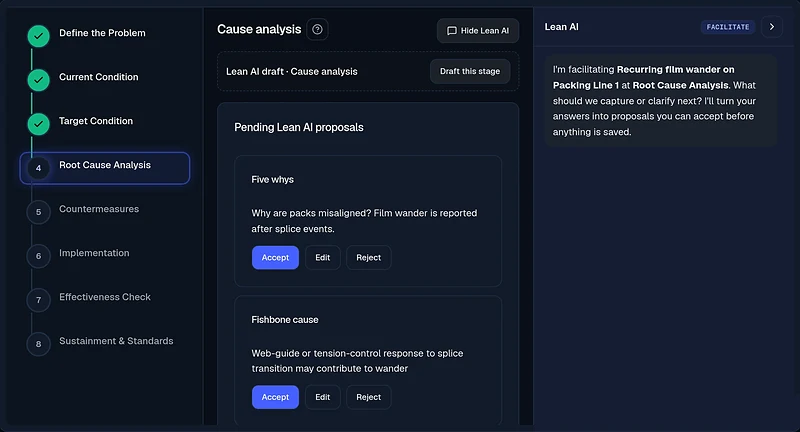 Define the Problem
Current Condition
Target Condition
4
Root Cause Analysis
5
Countermeasures
6
Implementation
7
Effectiveness Check
8
Sustainment & Standards
Cause analysis
?
Hide Lean AI
Lean AI draft · Cause analysis
Draft this stage
Pending Lean AI proposals
Five whys
Why are packs misaligned? Film wander is reported
after splice events.
Accept
Edit
Reject
Fishbone cause
Web-guide or tension-control response to splice
transition may contribute to wander
Accept
Edit
Reject
Lean AI
FACILITATE
I'm facilitating Recurring film wander on
Packing Line 1 at Root Cause Analysis. What
should we capture or clarify next? I'll turn your
answers into proposals you can accept before
anything is saved.